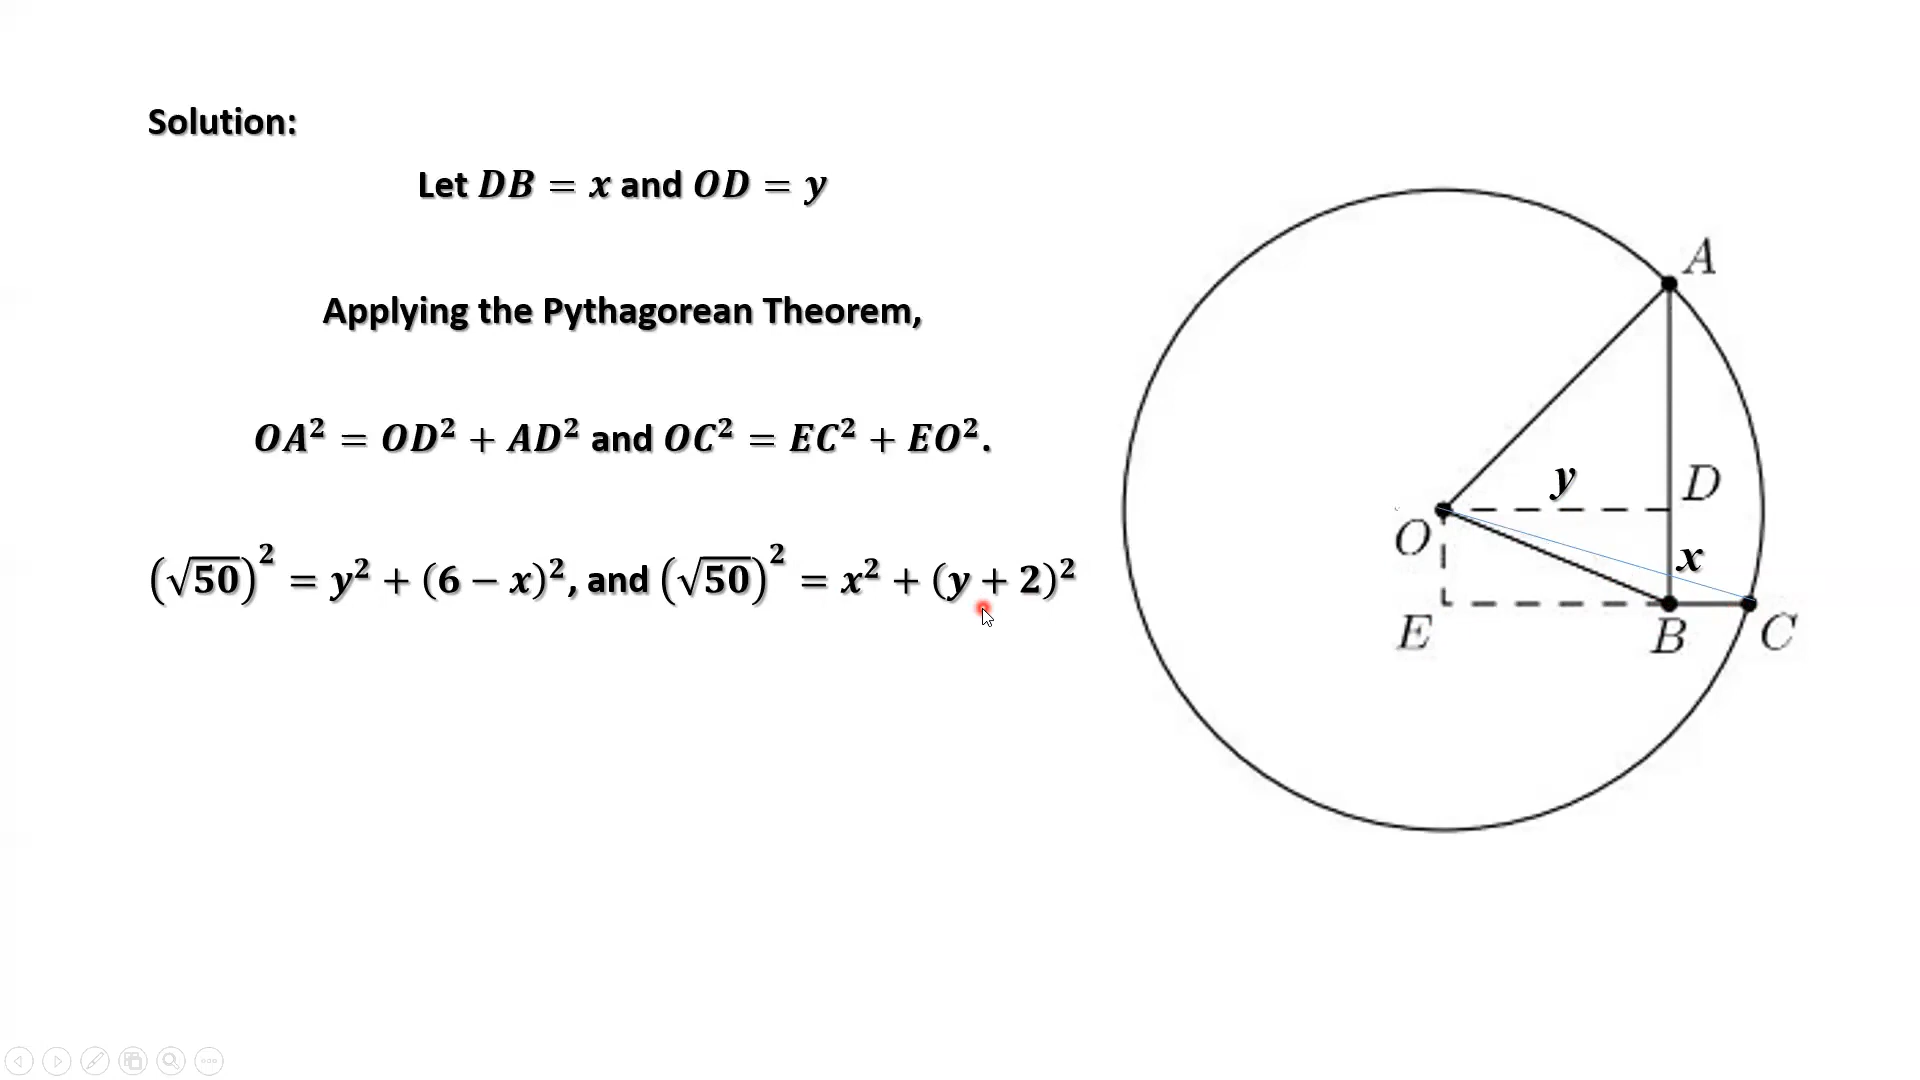 Solution:
Let DB = x and OD = y
Applying the Pythagorean Theorem,
OA² = OD² + AD² and OC² = EC² + EO².
(√50)² = y² + (6 − x)², and (√50)² = x² + (y + 2)²
A
y
D
O
x
E
B
C